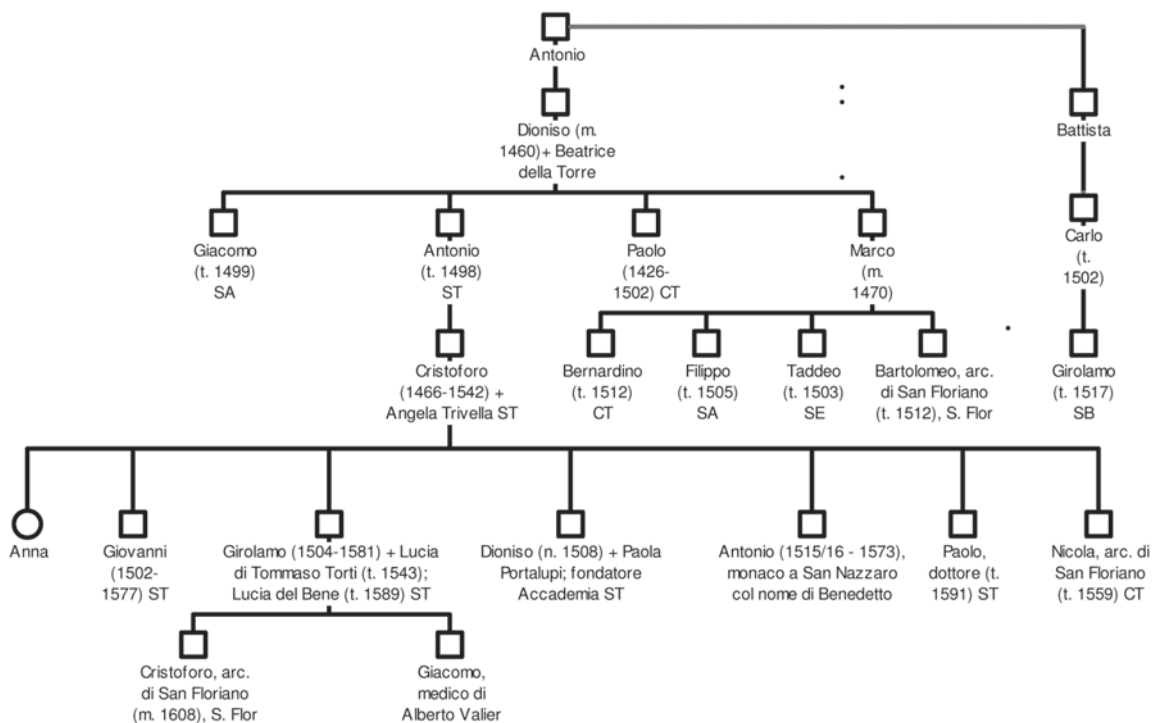 Antonio
Dioniso (m.
1460)+ Beatrice
della Torre
Battista
Giacomo
(t. 1499)
SA
Antonio
(t. 1498)
ST
Paolo
(1426-
1502) CT
Marco
(m.
1470)
Carlo
(t.
1502)
Cristoforo
(1466-1542) +
Angela Trivella ST
Bernardino
(t. 1512)
CT
Filippo
(t. 1505)
SA
Taddeo
(t. 1503)
SE
Bartolomeo, arc.
di San Floriano
(t. 1512), S. Flor
Girolamo
(t. 1517)
SB
Anna
Giovanni
(1502-
1577) ST
Girolamo (1504-1581) + Lucia
di Tommaso Torti (t. 1543);
Lucia del Bene (t. 1589) ST
Dioniso (n. 1508) + Paola
Portalupi; fondatore
Accademia ST
Antonio (1515/16 - 1573),
monaco a San Nazzaro
col nome di Benedetto
Paolo,
dottore (t.
1591) ST
Nicola, arc. di
San Floriano
(t. 1559) CT
Cristoforo, arc.
di San Floriano
(m. 1608), S. Flor
Giacomo,
medico di
Alberto Valier